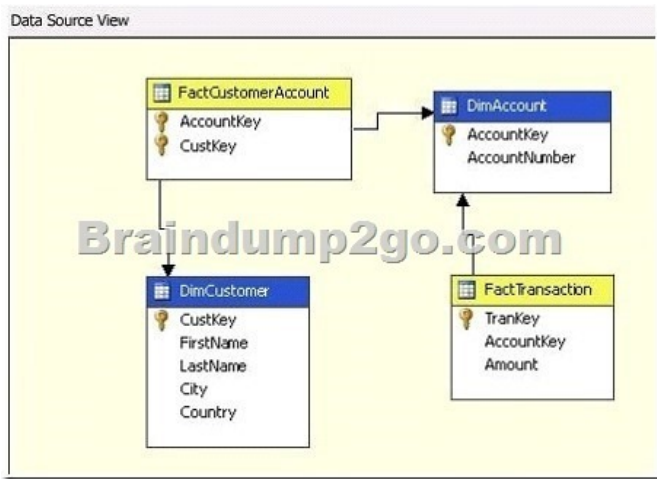 Data Source View
FactCustomerAccount
AccountKey
CustKey
DimAccount
AccountKey
AccountNumber
Braindump2go.com
DimCustomer
CustKey
FirstName
LastName
City
Country
FactTransaction
TranKey
AccountKey
Amount